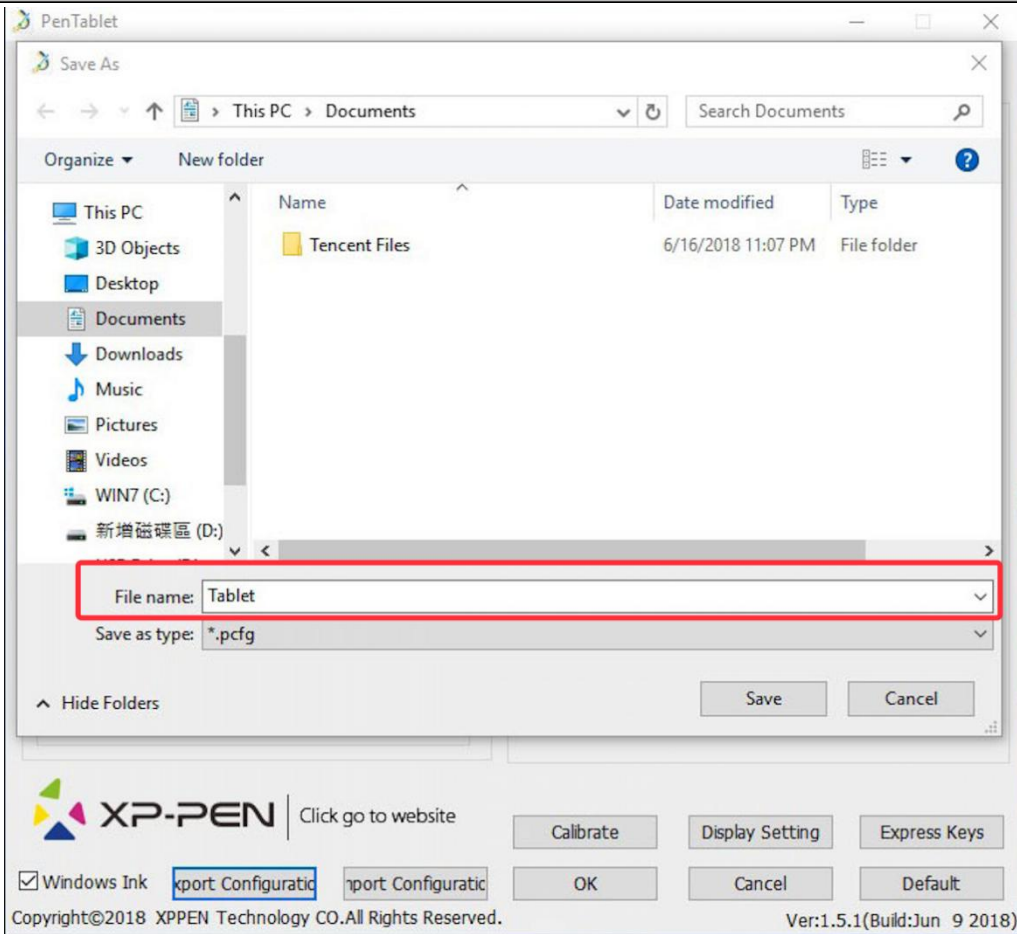 PenTablet
Save As
This PC > Documents
Search Documents
Organize
New folder
This PC
3D Objects
Desktop
Documents
Downloads
Music
Pictures
Videos
WIN7 (C:)
新增磁碟區 (D:)
Name
Date modified
Type
Tencent Files
6/16/2018 11:07 PM
File folder
File name: Tablet
Save as type: *.pcfg
Hide Folders
Save
Cancel
XP-PEN
Click go to website
Calibrate
Display Setting
Express Keys
Windows Ink
xport Configuratic
nport Configuratic
OK
Cancel
Default
Copyright©2018 XPPEN Technology CO.All Rights Reserved.
Ver:1.5.1(Build:Jun 9 2018)